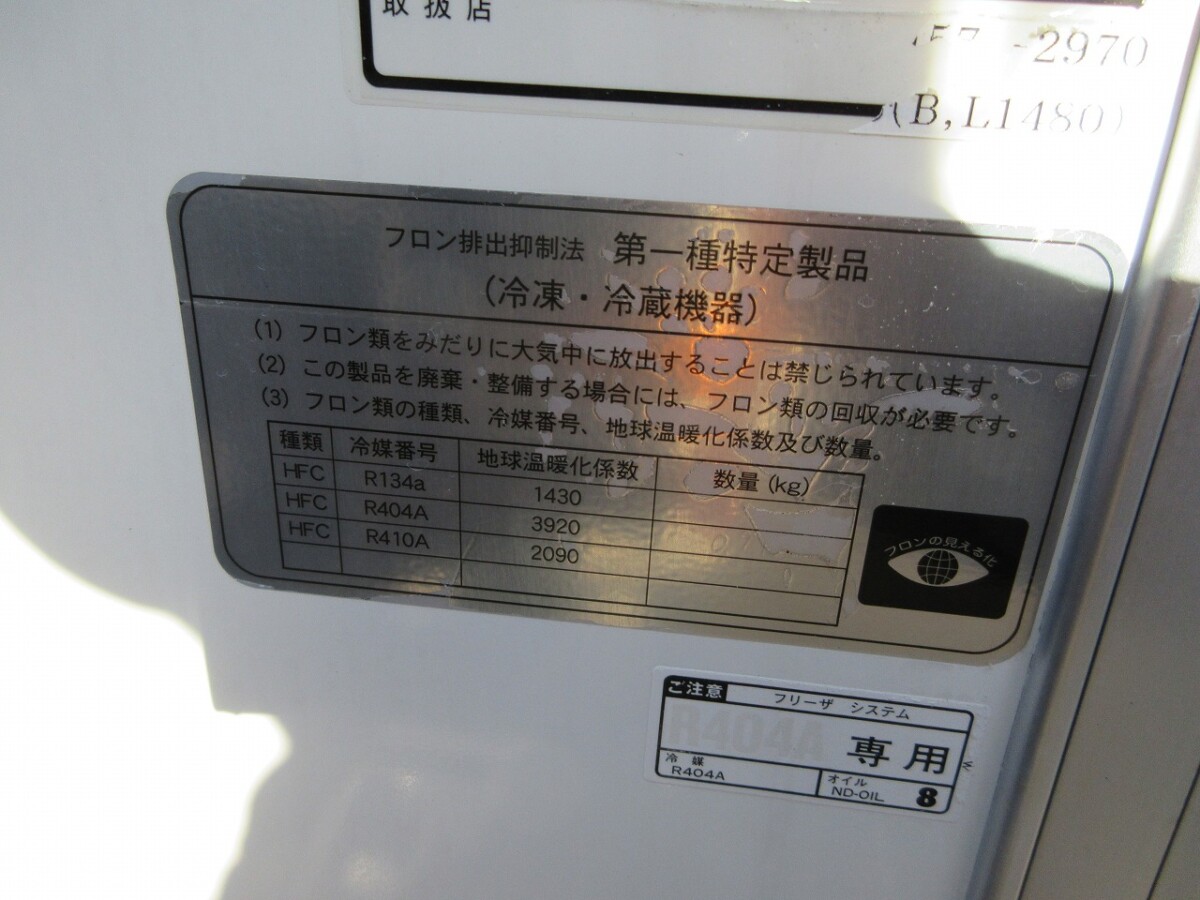 取扱店
-2970
(B,L1480)
フロン排出抑制法 第一種特定製品
(冷凍・冷蔵機器)
(1) フロン類をみだりに大気中に放出することは禁じられています。
(2) この製品を廃棄・整備する場合には、フロン類の回収が必要です。
(3) フロン類の種類、冷媒番号、地球温暖化係数及び数量。
種類 冷媒番号 地球温暖化係数 数量(kg)
HFC R134a 1430
HFC R404A 3920
HFC R410A 2090
フロンの見える化
ご注意 フリーザ システム
R404A 専用
冷媒 オイル
R404A ND-OIL 8